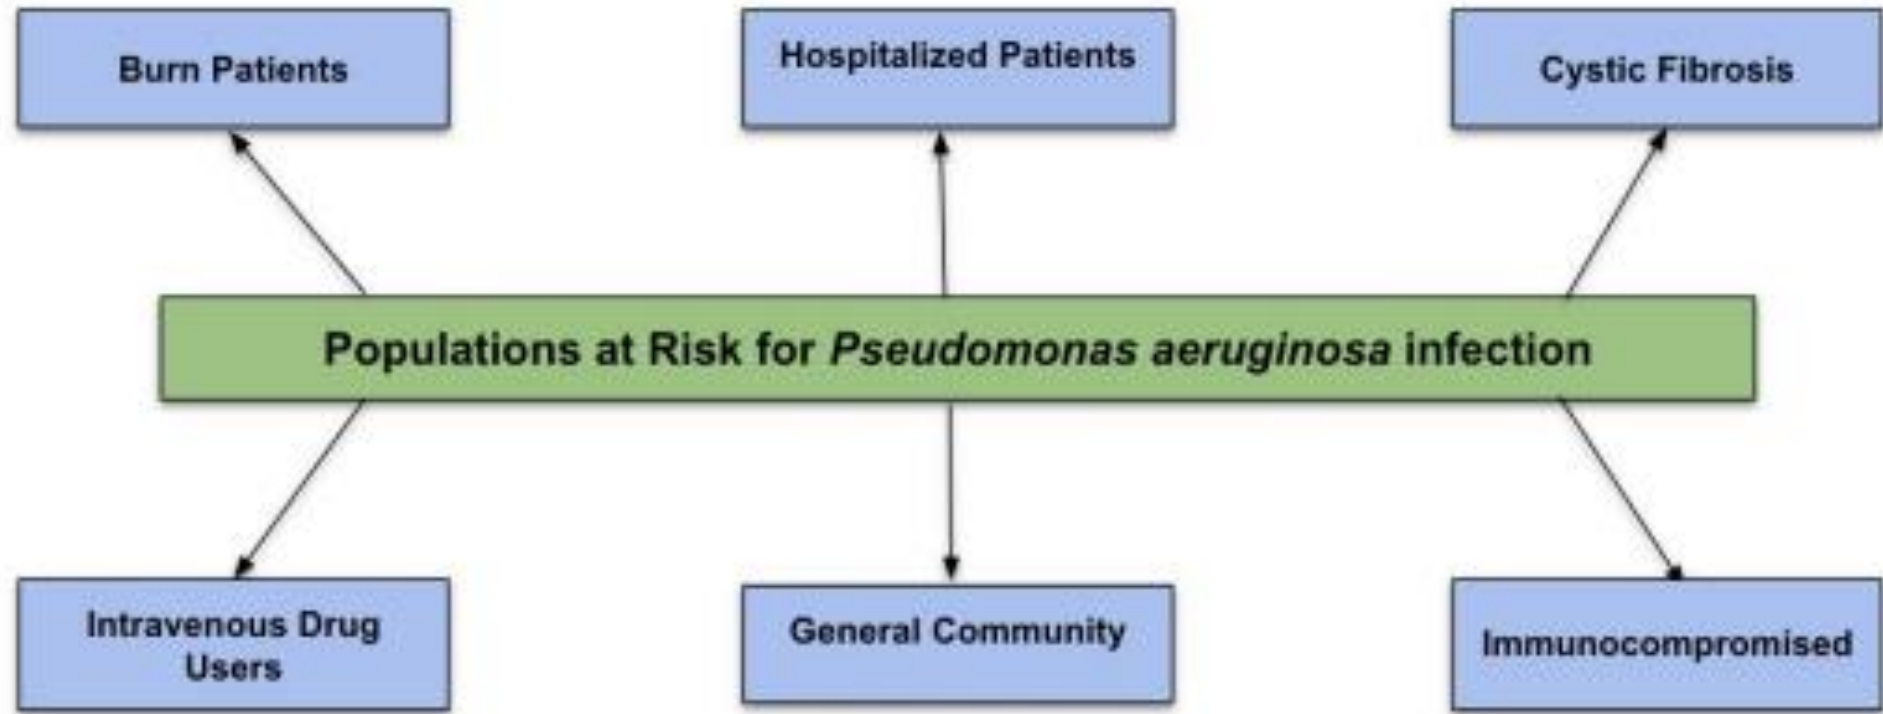 Burn Patients
Hospitalized Patients
Cystic Fibrosis
Populations at Risk for Pseudomonas aeruginosa infection
Intravenous Drug
Users
General Community
Immunocompromised